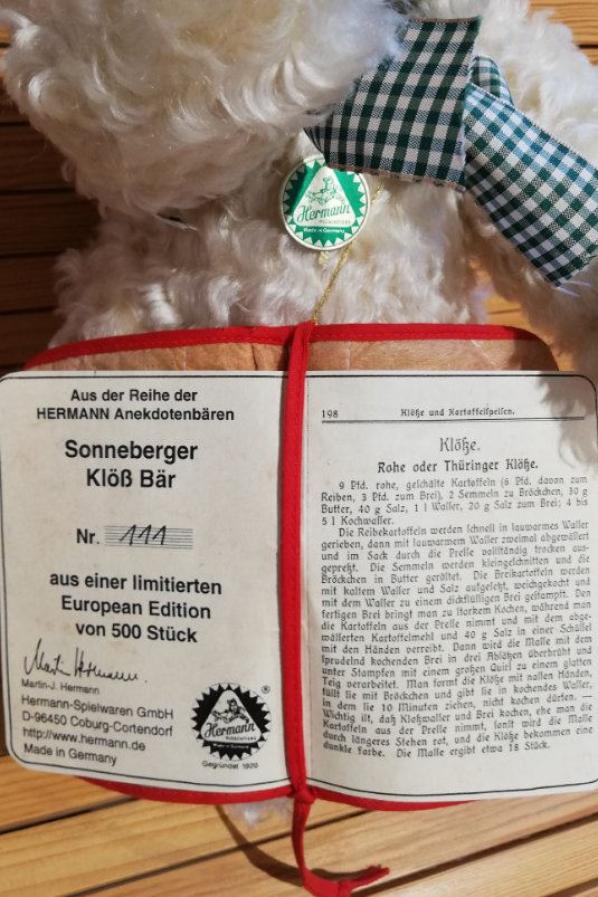 Hermann
Made in Germany
Aus der Reihe der
HERMANN Anekdotenbären
Sonneberger
Klöß Bär
Nr. 111
aus einer limitierten
European Edition
von 500 Stück
Martin Hermann
Martin-J. Hermann
Hermann-Spielwaren GmbH
D-96450 Coburg-Cortendorf
http://www.hermann.de
Made in Germany
Hermann
®
Gegründet 1920
198 Klöße und Kartoffelspeisen.
Klöße.
Rohe oder Thüringer Klöße.
9 Pfd. rohe, geschälte Kartoffeln (6 Pfd. davon zum
Reiben, 3 Pfd. zum Brei), 2 Semmeln zu Bröckchen, 30 g
Butter, 40 g Salz, 1 l Wasser, 20 g Salz zum Brei; 4 bis
5 l Kochwasser.
Die Reibekartoffeln werden schnell in lauwarmes Wasser
gerieben, dann mit lauwarmem Wasser zweimal abgewässert
und im Sack durch die Presse vollständig trocken aus-
gepreßt. Die Semmeln werden kleingeschnitten und die
Bröckchen in Butter geröstet. Die Breikartoffeln werden
mit kaltem Wasser und Salz aufgesetzt, weichgekocht und
mit dem Wasser zu einem dickflüssigen Brei gestampft. Den
fertigen Brei bringt man zu starkem Kochen, während man
die Kartoffeln aus der Presse nimmt und mit dem abge-
wässerten Kartoffelmehl und 40 g Salz in einer Schüssel
mit den Händen verreibt. Dann wird die Masse mit dem
sprudelnd kochenden Brei in drei Absätzen überbrüht und
unter Stampfen mit einem großen Quirl zu einem glatten
Teig verarbeitet. Man formt die Klöße mit nassen Händen,
füllt sie mit Bröckchen und gibt sie in kochendes Wasser,
in dem sie 10 Minuten ziehen, nicht kochen dürfen. —
Wichtig ist, daß Kloßwasser und Brei kochen, ehe man die
Kartoffeln aus der Presse nimmt, sonst wird die Masse
durch längeres Stehen rot, und die Klöße bekommen eine
dunkle Farbe. Die Masse ergibt etwa 18 Stück.